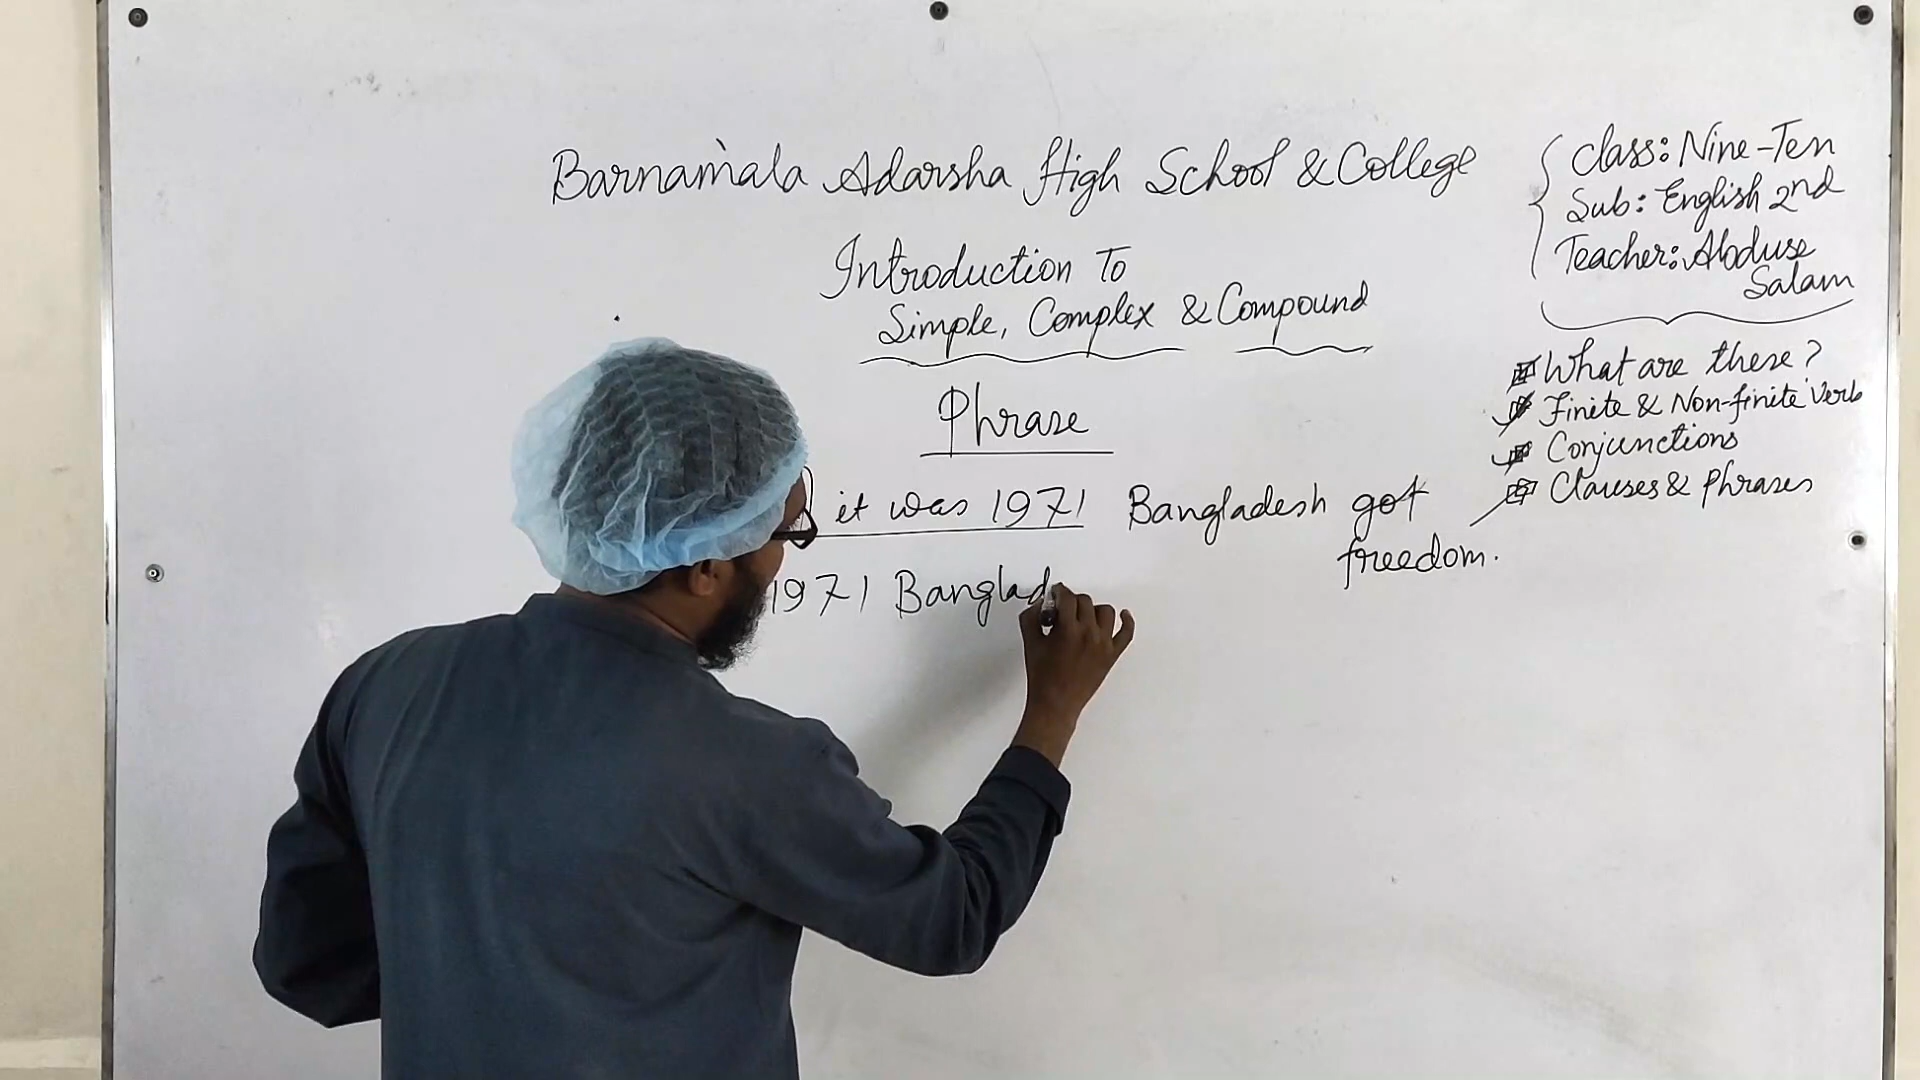 Barnamala Adarsha High School & College
Introduction To
Simple, Complex & Compound
Phrase
it was 1971 Bangladesh got
freedom.
1971 Banglad
Class: Nine-Ten
Sub: English 2nd
Teacher: Abduse
Salam
What are these?
Finite & Non-finite Verb
Conjunctions
Clauses & Phrases